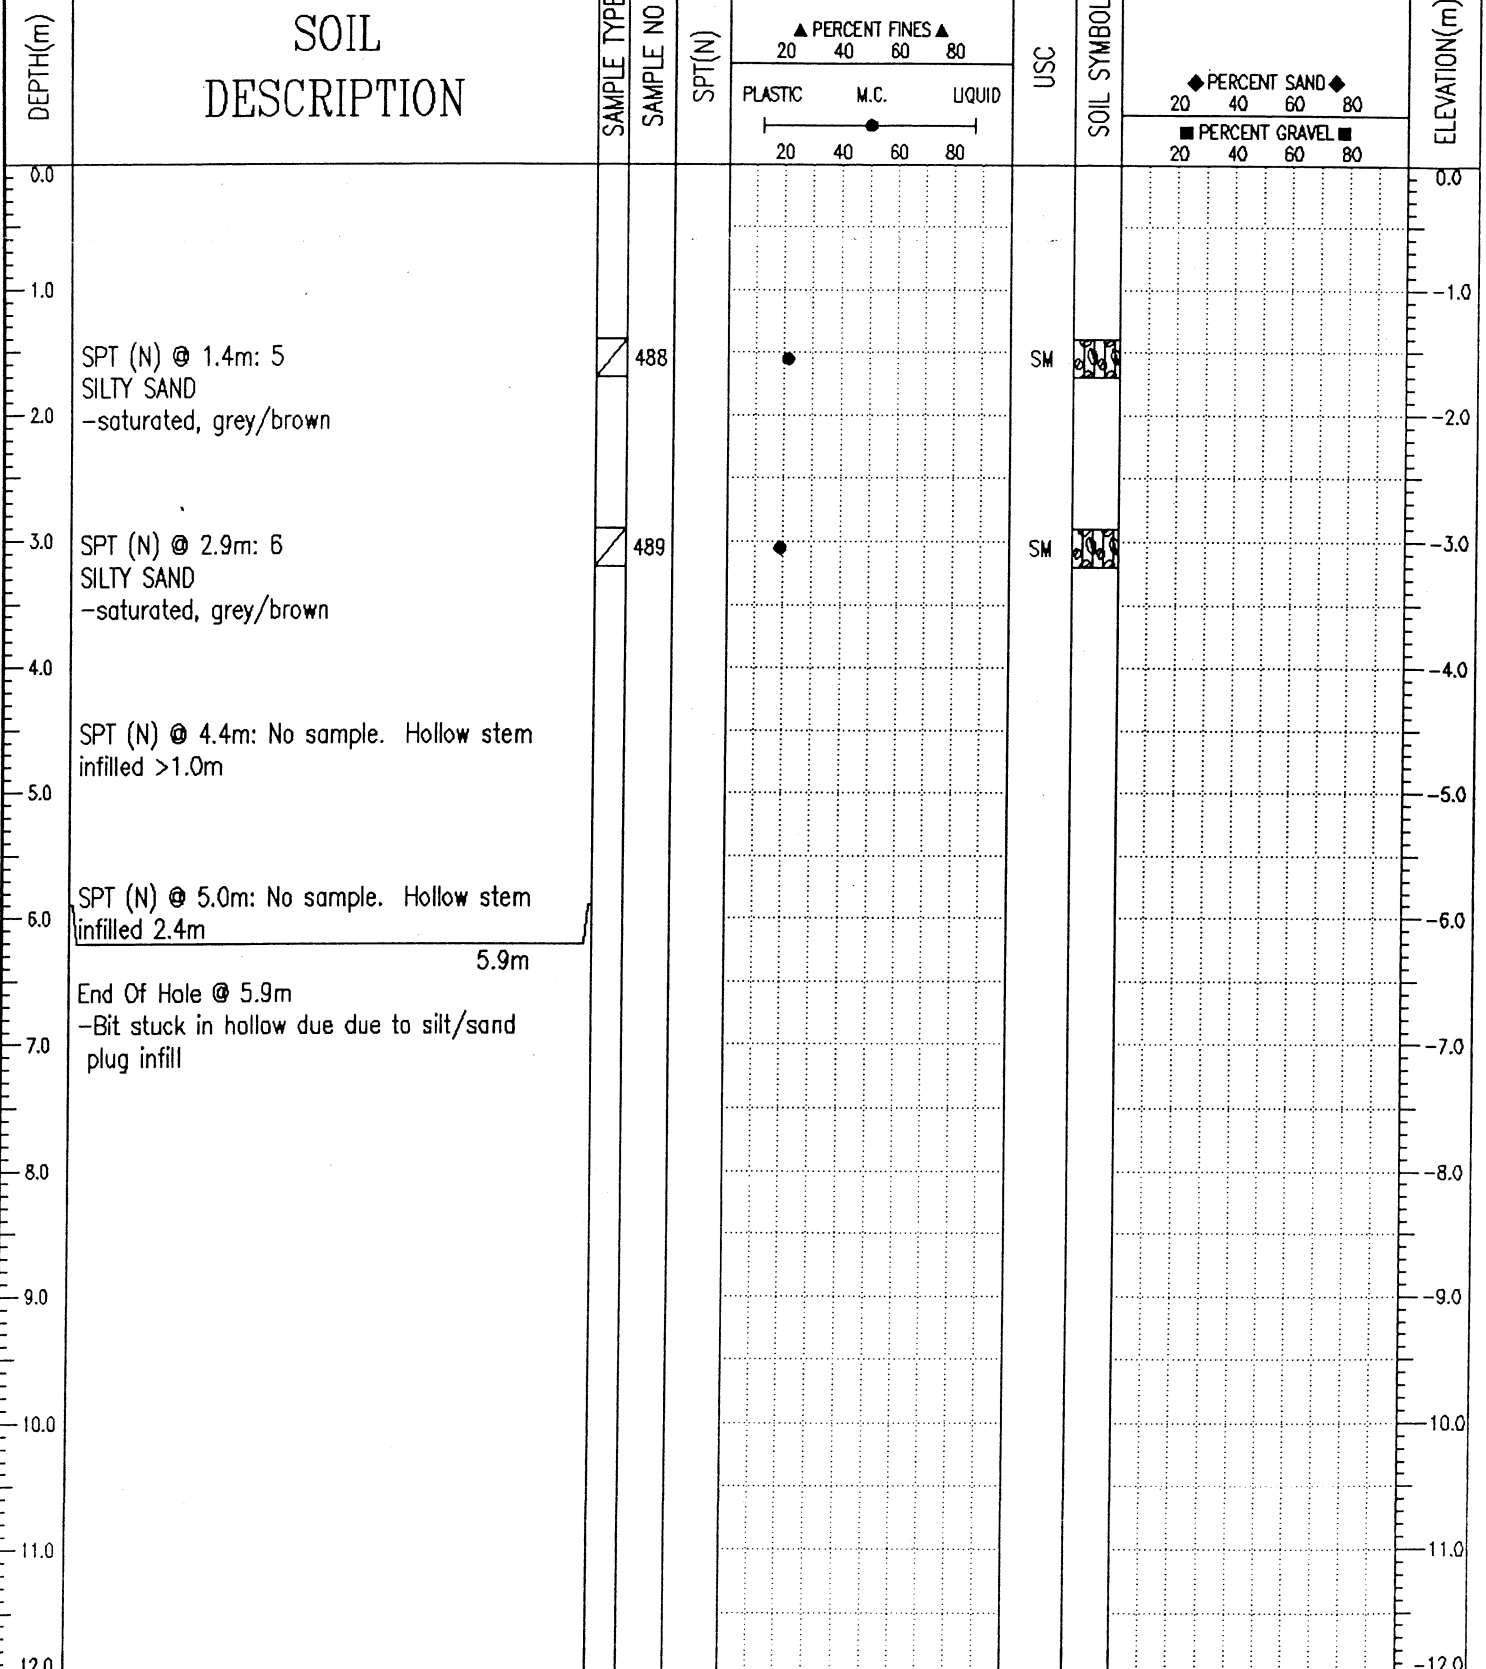 DEPTH(m)
SOIL
DESCRIPTION
SAMPLE TYPE
SAMPLE NO
SPT(N)
▲ PERCENT FINES ▲
20 40 60 80
PLASTIC M.C. LIQUID
20 40 60 80
USC
SOIL SYMBOL
◆ PERCENT SAND ◆
20 40 60 80
■ PERCENT GRAVEL ■
20 40 60 80
ELEVATION(m)
0.0 0.0
1.0 -1.0
SPT (N) @ 1.4m: 5 488 SM
SILTY SAND
-saturated, grey/brown
2.0 -2.0
3.0 -3.0
SPT (N) @ 2.9m: 6 489 SM
SILTY SAND
-saturated, grey/brown
4.0 -4.0
SPT (N) @ 4.4m: No sample. Hollow stem
infilled >1.0m
5.0 -5.0
SPT (N) @ 5.0m: No sample. Hollow stem
6.0 -6.0
infilled 2.4m
5.9m
End Of Hole @ 5.9m
-Bit stuck in hollow due due to silt/sand
7.0 -7.0
plug infill
8.0 -8.0
9.0 -9.0
10.0 -10.0
11.0 -11.0
12.0 -12.0